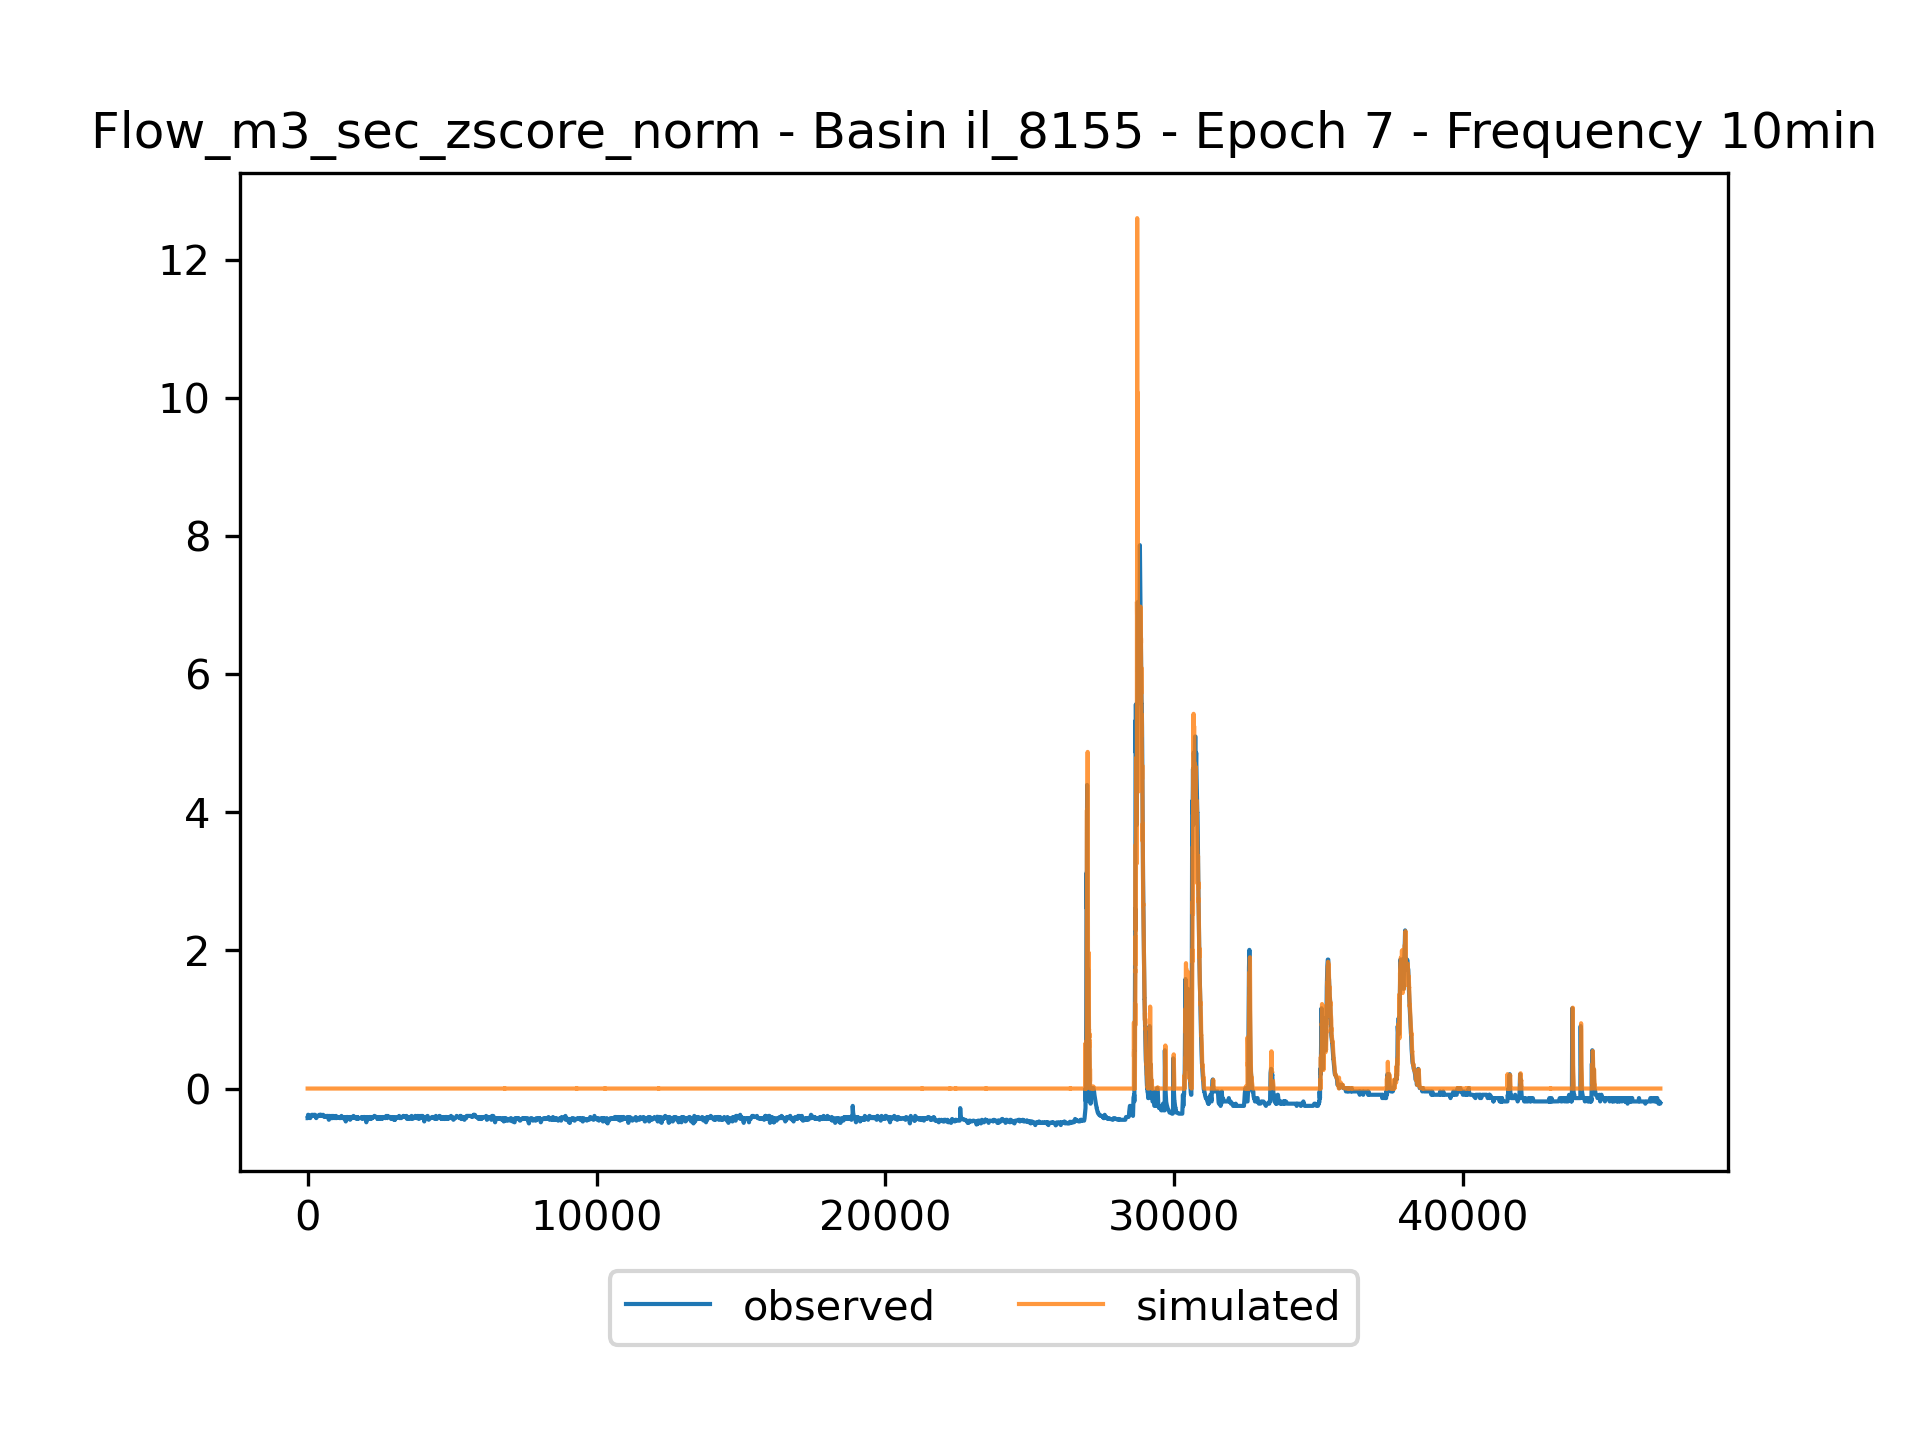 Flow_m3_sec_zscore_norm - Basin il_8155 - Epoch 7 - Frequency 10min
12
10
8
6
4
2
0
0 10000 20000 30000 40000
observed simulated